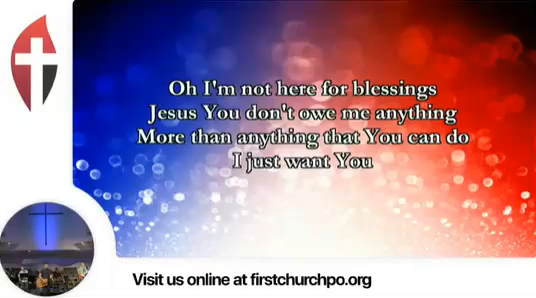 Oh I'm not here for blessings
Jesus You don't owe me anything
More than anything that You can do
I just want You
Visit us online at firstchurchpo.org